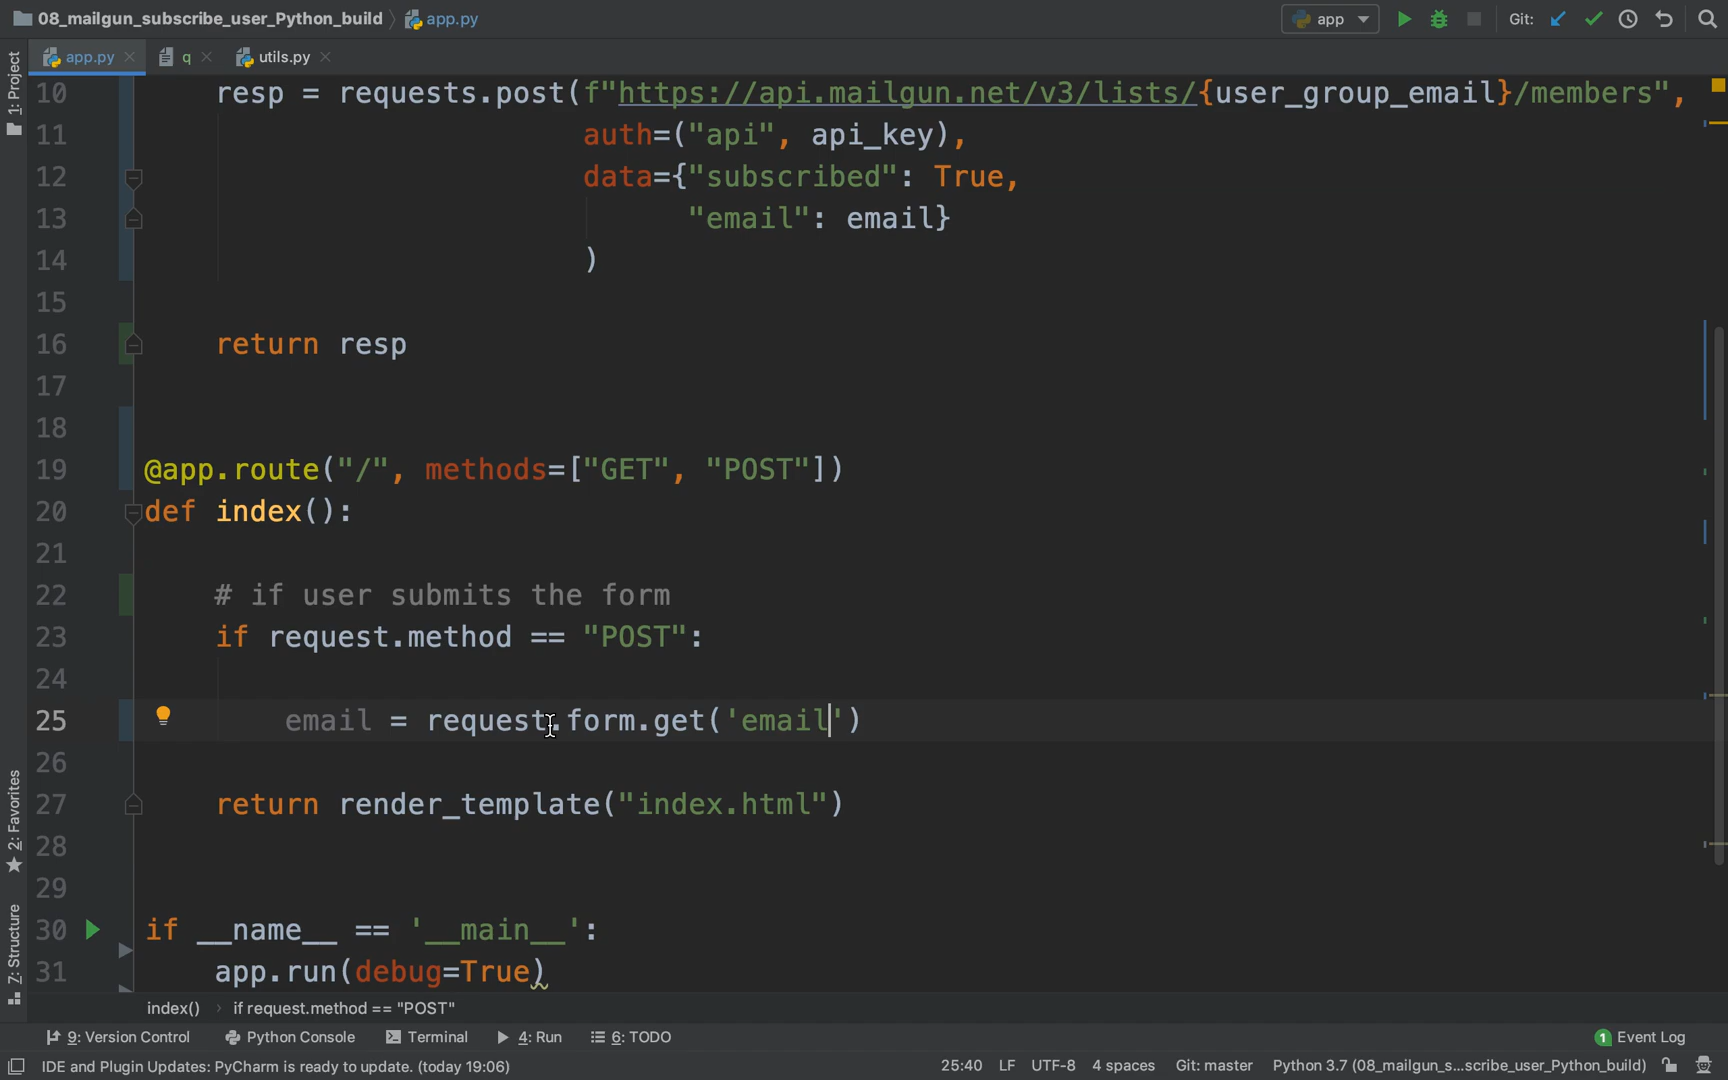 08_mailgun_subscribe_user_Python_build app.py app Git:
app.py q utils.py
1: Project
10 resp = requests.post(f"https://api.mailgun.net/v3/lists/{user_group_email}/members",
11 auth=("api", api_key),
12 data={"subscribed": True,
13 "email": email}
14 )
15
16 return resp
17
18
19 @app.route("/", methods=["GET", "POST"])
20 def index():
21
22 # if user submits the form
23 if request.method == "POST":
24
25 email = request.form.get('email')
26
27 return render_template("index.html")
28
29
30 if __name__ == '__main__':
31 app.run(debug=True)
2: Favorites
7: Structure
index() if request.method == "POST"
9: Version Control Python Console Terminal 4: Run 6: TODO 1 Event Log
IDE and Plugin Updates: PyCharm is ready to update. (today 19:06) 25:40 LF UTF-8 4 spaces Git: master Python 3.7 (08_mailgun_s...scribe_user_Python_build)